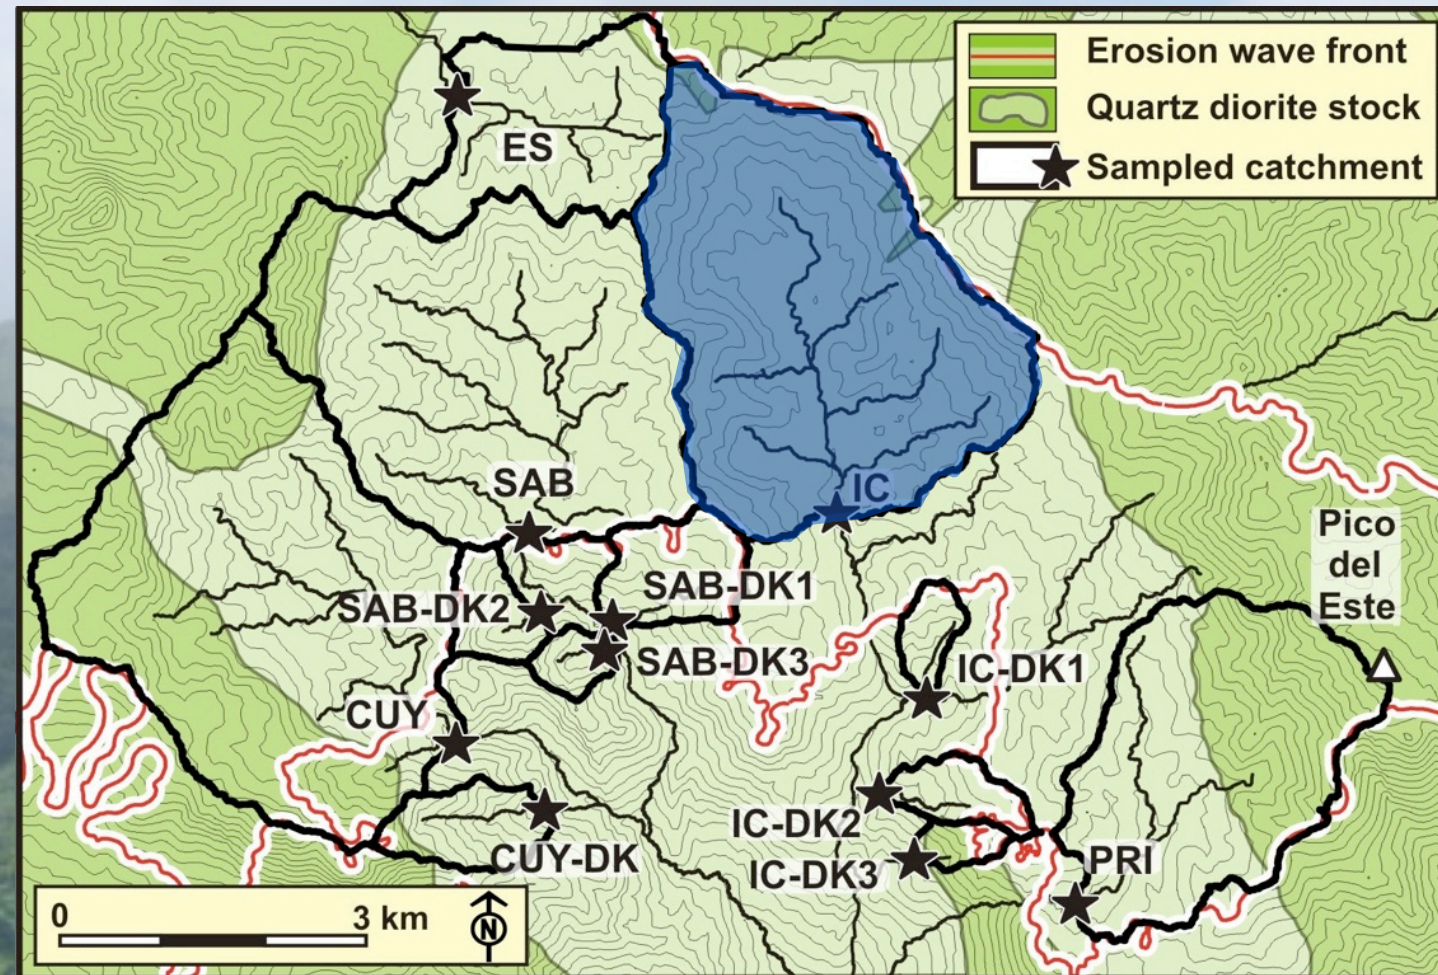 Erosion wave front
Quartz diorite stock
Sampled catchment
ES
SAB
IC
Pico
del
Este
SAB-DK1
SAB-DK2
SAB-DK3
IC-DK1
CUY
IC-DK2
CUY-DK
IC-DK3
PRI
0
3 km
N